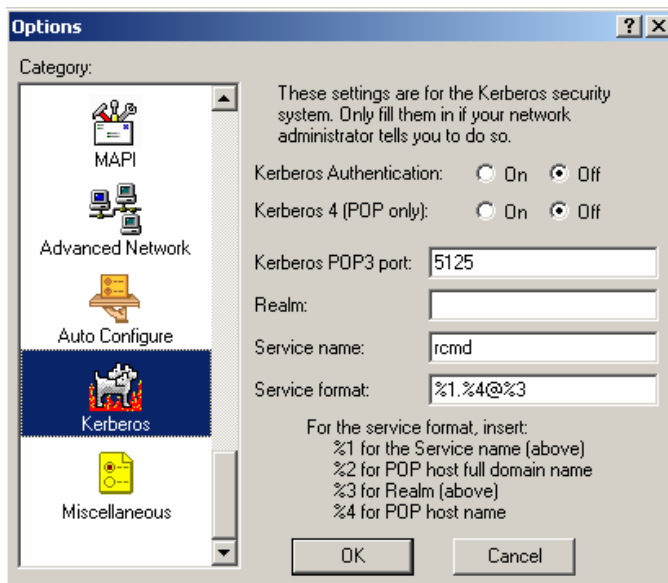 Options
Category:
MAPI
Advanced Network
Auto Configure
Kerberos
Miscellaneous
These settings are for the Kerberos security
system. Only fill them in if your network
administrator tells you to do so.
Kerberos Authentication: On Off
Kerberos 4 (POP only): On Off
Kerberos POP3 port: 5125
Realm:
Service name: rcmd
Service format: %1.%4@%3
For the service format, insert:
%1 for the Service name (above)
%2 for POP host full domain name
%3 for Realm (above)
%4 for POP host name
OK Cancel